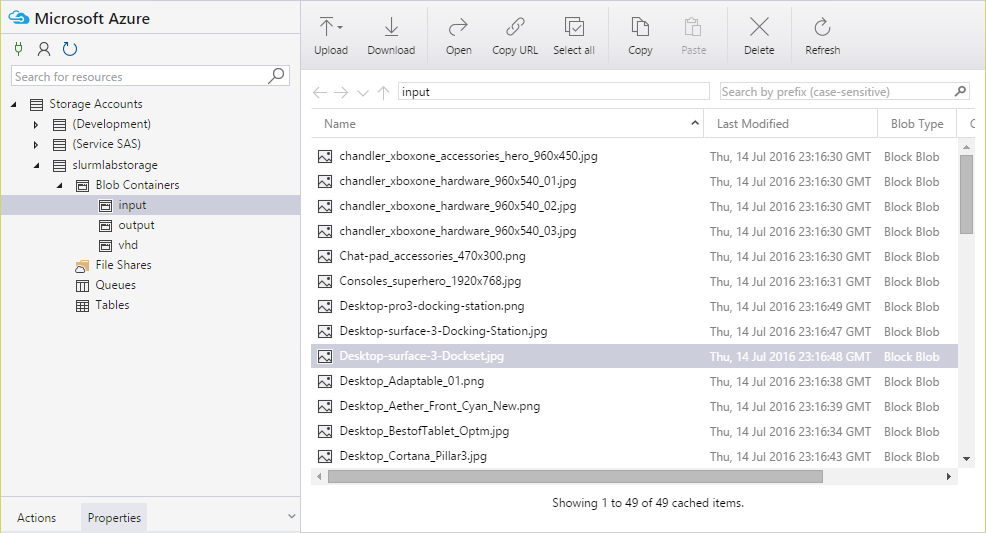 Microsoft Azure
Search for resources
Storage Accounts
(Development)
(Service SAS)
slurmlabstorage
Blob Containers
input
output
vhd
File Shares
Queues
Tables
Actions Properties
Upload Download Open Copy URL Select all Copy Paste Delete Refresh
input Search by prefix (case-sensitive)
Name Last Modified Blob Type C
chandler_xboxone_accessories_hero_960x450.jpg Thu, 14 Jul 2016 23:16:30 GMT Block Blob
chandler_xboxone_hardware_960x540_01.jpg Thu, 14 Jul 2016 23:16:30 GMT Block Blob
chandler_xboxone_hardware_960x540_02.jpg Thu, 14 Jul 2016 23:16:30 GMT Block Blob
chandler_xboxone_hardware_960x540_03.jpg Thu, 14 Jul 2016 23:16:30 GMT Block Blob
Chat-pad_accessories_470x300.png Thu, 14 Jul 2016 23:16:30 GMT Block Blob
Consoles_superhero_1920x768.jpg Thu, 14 Jul 2016 23:16:30 GMT Block Blob
Desktop-pro3-docking-station.png Thu, 14 Jul 2016 23:16:49 GMT Block Blob
Desktop-surface-3-Docking-Station.jpg Thu, 14 Jul 2016 23:16:47 GMT Block Blob
Desktop-surface-3-Dockset.jpg Thu, 14 Jul 2016 23:16:48 GMT Block Blob
Desktop_Adaptable_01.png Thu, 14 Jul 2016 23:16:38 GMT Block Blob
Desktop_Aether_Front_Cyan_New.png Thu, 14 Jul 2016 23:16:39 GMT Block Blob
Desktop_BestofTablet_Optm.jpg Thu, 14 Jul 2016 23:16:34 GMT Block Blob
Desktop_Cortana_Pillar3.jpg Thu, 14 Jul 2016 23:16:43 GMT Block Blob
Showing 1 to 49 of 49 cached items.